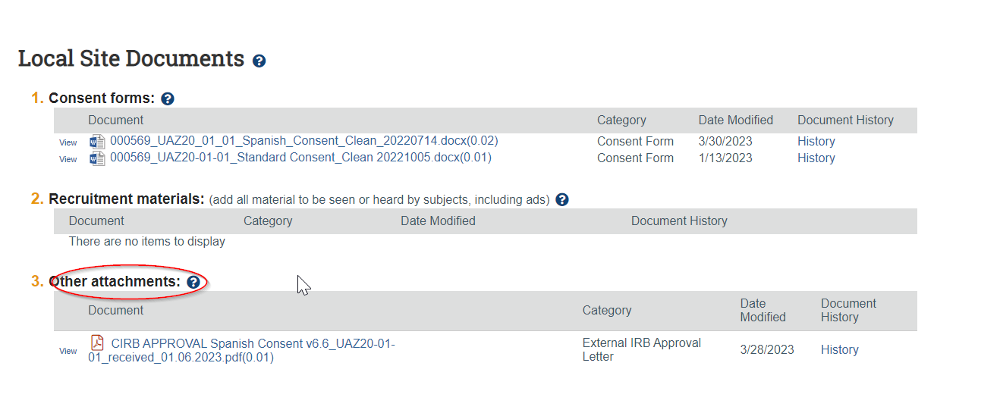 Local Site Documents ?
1. Consent forms: ?
Document Category Date Modified Document History
View 000569_UAZ20_01_01_Spanish_Consent_Clean_20220714.docx(0.02) Consent Form 3/30/2023 History
View 000569_UAZ20-01-01_Standard Consent_Clean 20221005.docx(0.01) Consent Form 1/13/2023 History
2. Recruitment materials: (add all material to be seen or heard by subjects, including ads) ?
Document Category Date Modified Document History
There are no items to display
3. Other attachments: ?
Document Category Date Modified Document History
View CIRB APPROVAL Spanish Consent v6.6_UAZ20-01-
01_received_01.06.2023.pdf(0.01) External IRB Approval Letter 3/28/2023 History